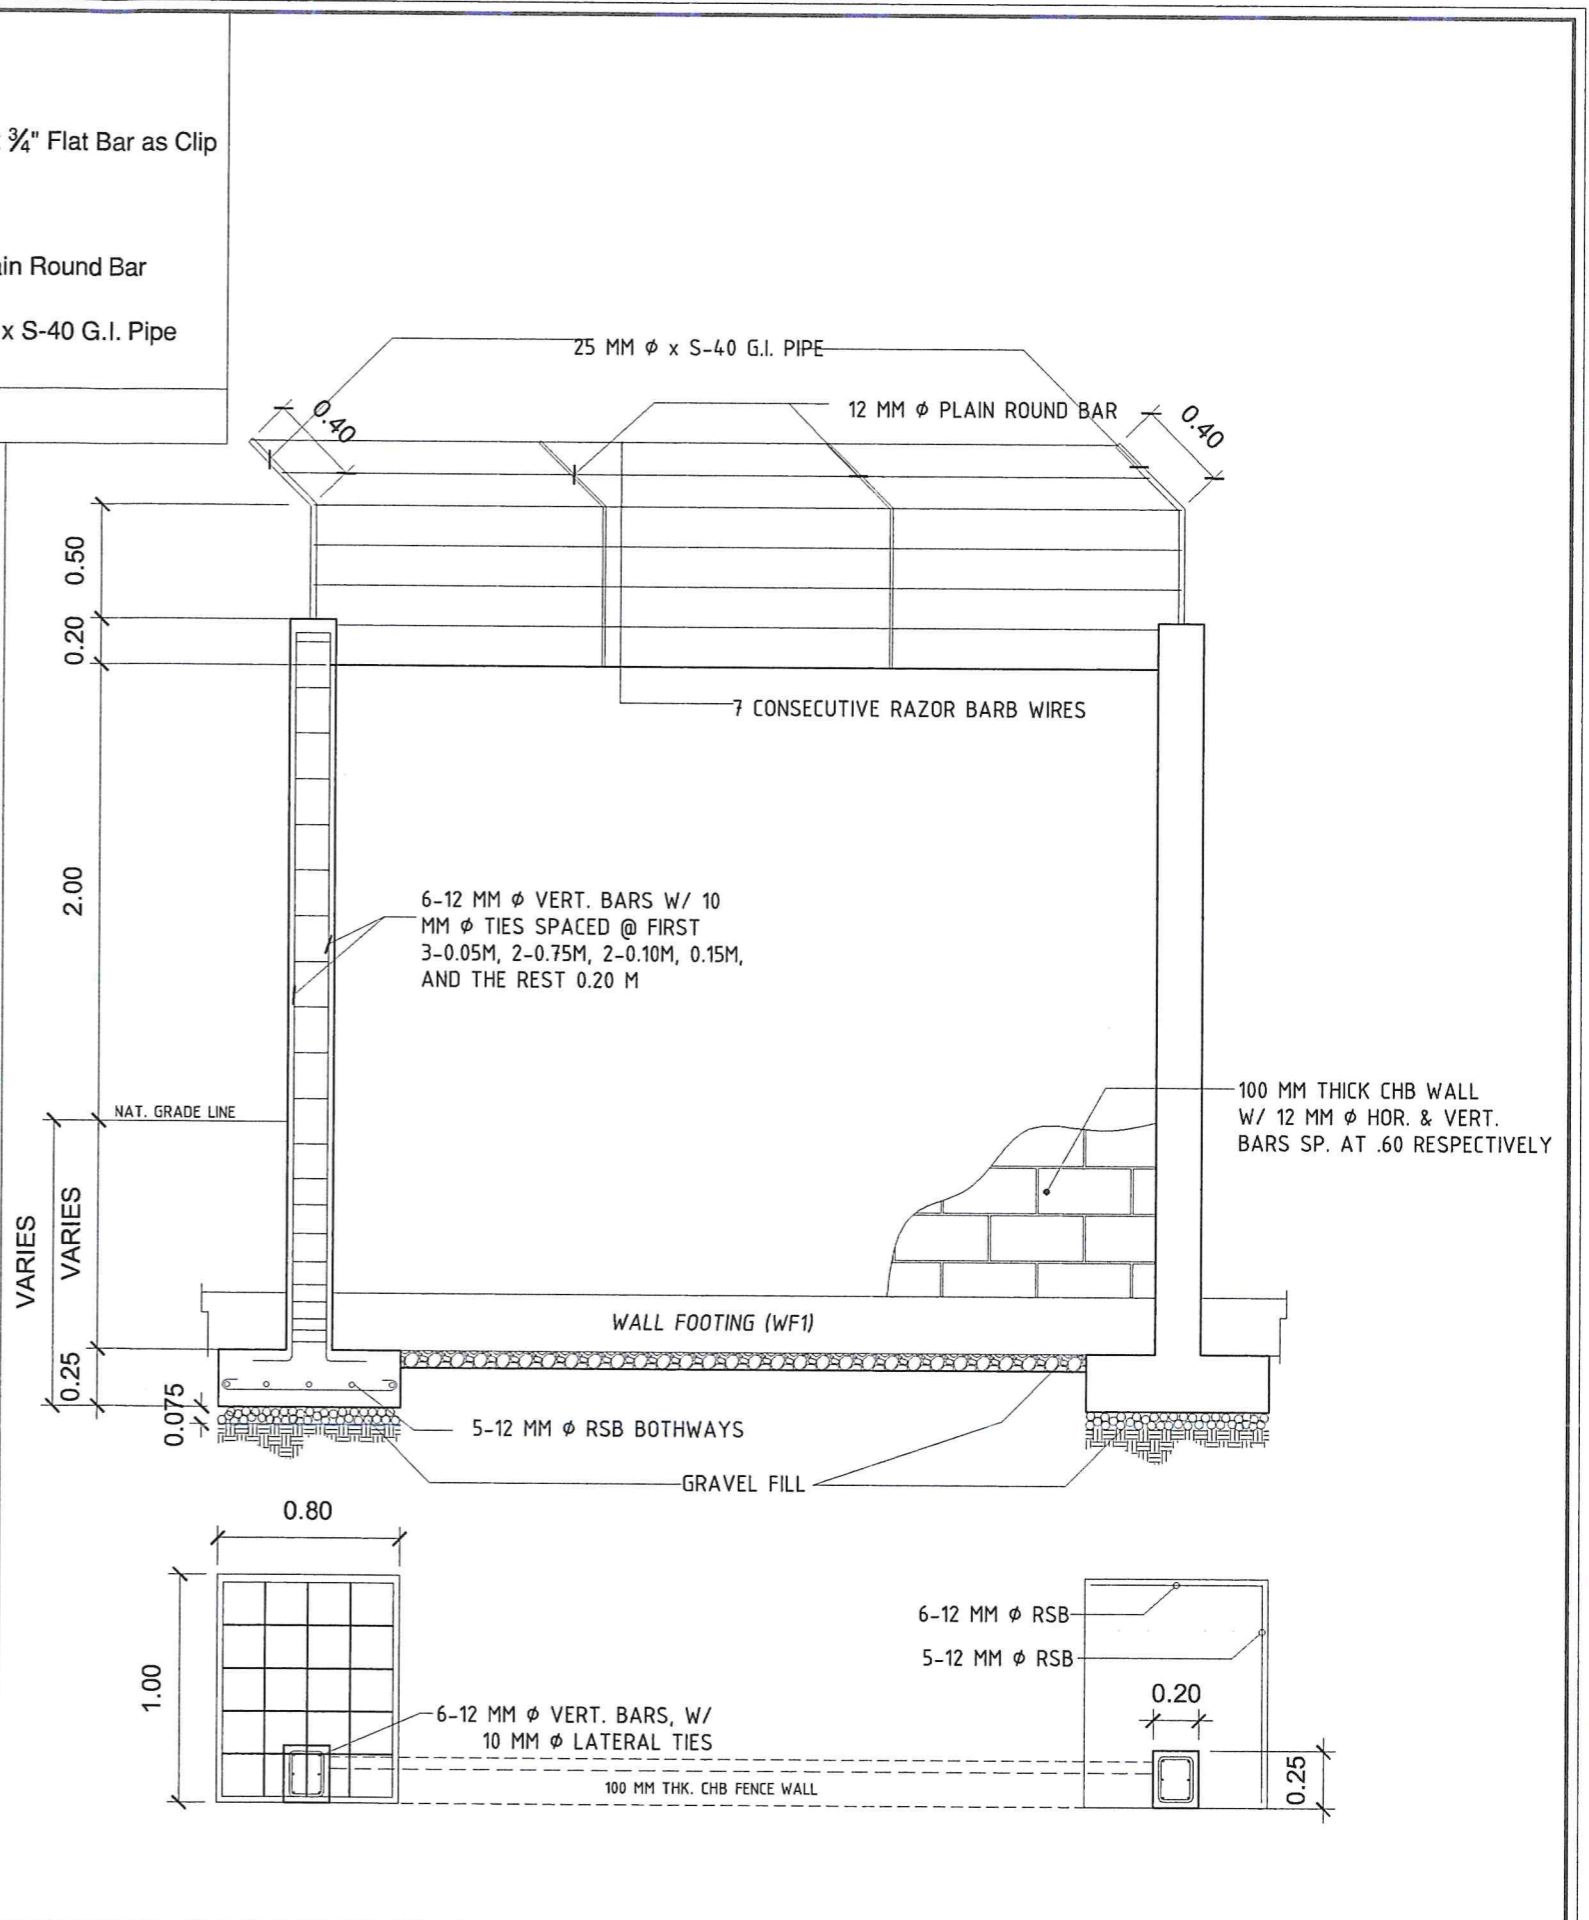 ¾" Flat Bar as Clip
Round Bar
x S-40 G.I. Pipe
25 MM ø x S-40 G.I. PIPE
12 MM ø PLAIN ROUND BAR
0.40
0.40
0.50
0.20
7 CONSECUTIVE RAZOR BARB WIRES
2.00
6-12 MM ø VERT. BARS W/ 10
MM ø TIES SPACED @ FIRST
3-0.05M, 2-0.75M, 2-0.10M, 0.15M,
AND THE REST 0.20 M
NAT. GRADE LINE
100 MM THICK CHB WALL
W/ 12 MM ø HOR. & VERT.
BARS SP. AT .60 RESPECTIVELY
VARIES
VARIES
WALL FOOTING (WF1)
0.25
0.075
5-12 MM ø RSB BOTHWAYS
GRAVEL FILL
0.80
1.00
6-12 MM ø RSB
5-12 MM ø RSB
0.20
6-12 MM ø VERT. BARS, W/
10 MM ø LATERAL TIES
100 MM THK. CHB FENCE WALL
0.25